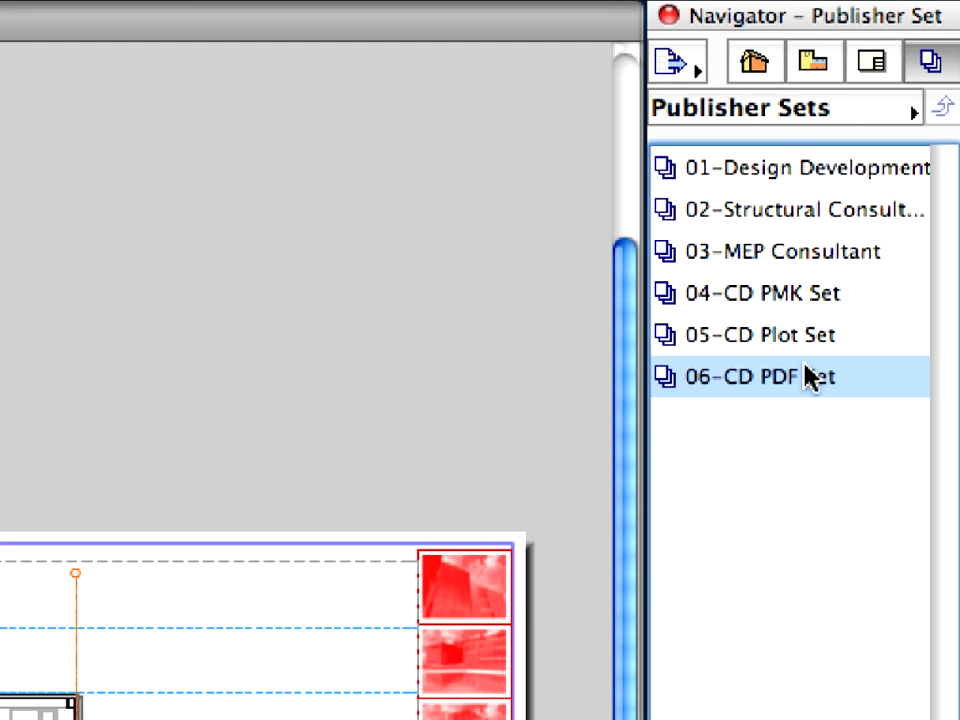 Navigator - Publisher Set
Publisher Sets
01-Design Development
02-Structural Consult...
03-MEP Consultant
04-CD PMK Set
05-CD Plot Set
06-CD PDF Set